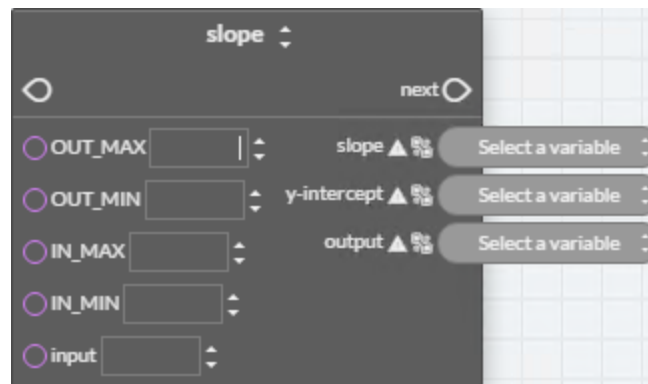 slope
next
OUT_MAX slope Select a variable
OUT_MIN y-intercept Select a variable
IN_MAX output Select a variable
IN_MIN
input